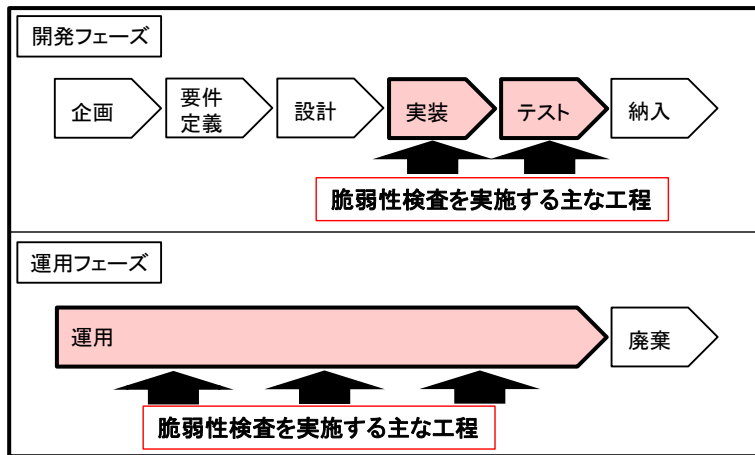 開発フェーズ
企画
要件
定義
設計
実装
テスト
納入
脆弱性検査を実施する主な工程
運用フェーズ
運用
廃棄
脆弱性検査を実施する主な工程